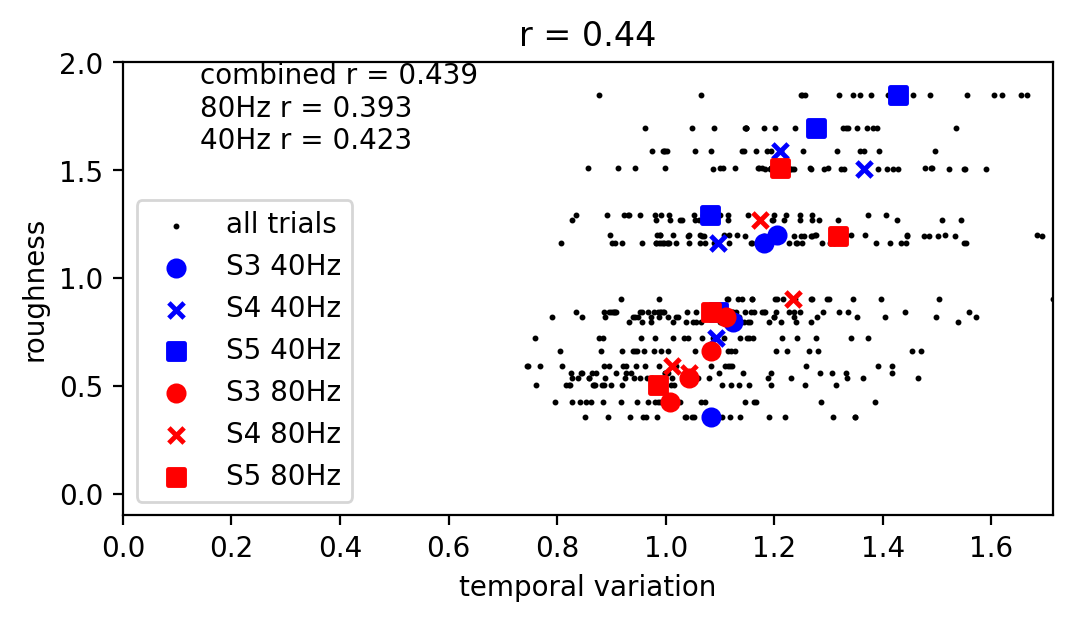 r = 0.44
combined r = 0.439
80Hz r = 0.393
40Hz r = 0.423
all trials
S3 40Hz
S4 40Hz
S5 40Hz
S3 80Hz
S4 80Hz
S5 80Hz
roughness
2.0
1.5
1.0
0.5
0.0
0.0 0.2 0.4 0.6 0.8 1.0 1.2 1.4 1.6
temporal variation